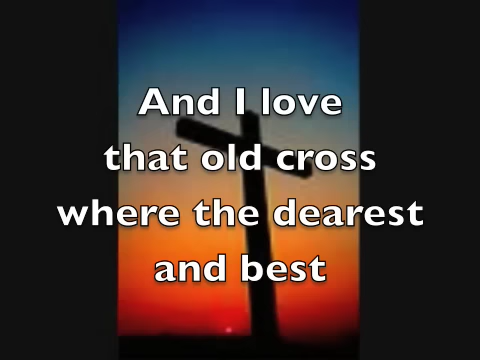 And I love
that old cross
where the dearest
and best